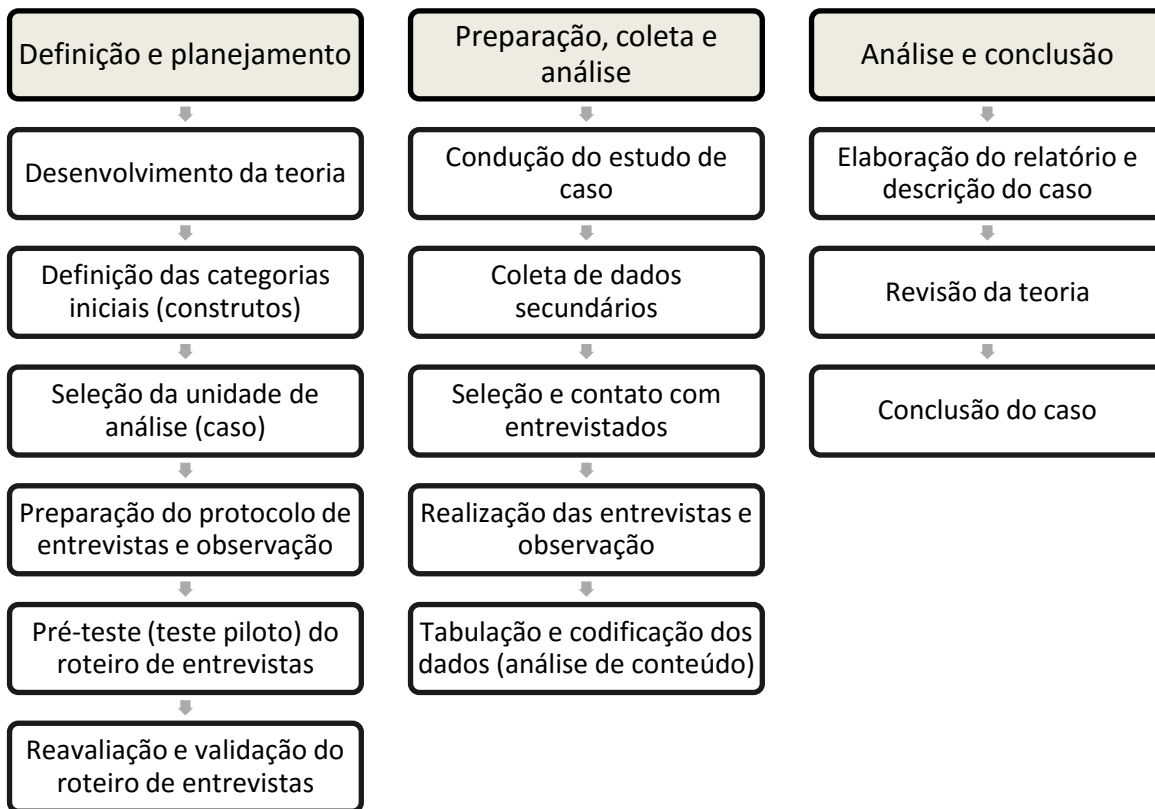 Definição e planejamento
Desenvolvimento da teoria
Definição das categorias
iniciais (construtos)
Seleção da unidade de
análise (caso)
Preparação do protocolo de
entrevistas e observação
Pré-teste (teste piloto) do
roteiro de entrevistas
Reavaliação e validação do
roteiro de entrevistas
Preparação, coleta e
análise
Condução do estudo de
caso
Coleta de dados
secundários
Seleção e contato com
entrevistados
Realização das entrevistas e
observação
Tabulação e codificação dos
dados (análise de conteúdo)
Análise e conclusão
Elaboração do relatório e
descrição do caso
Revisão da teoria
Conclusão do caso